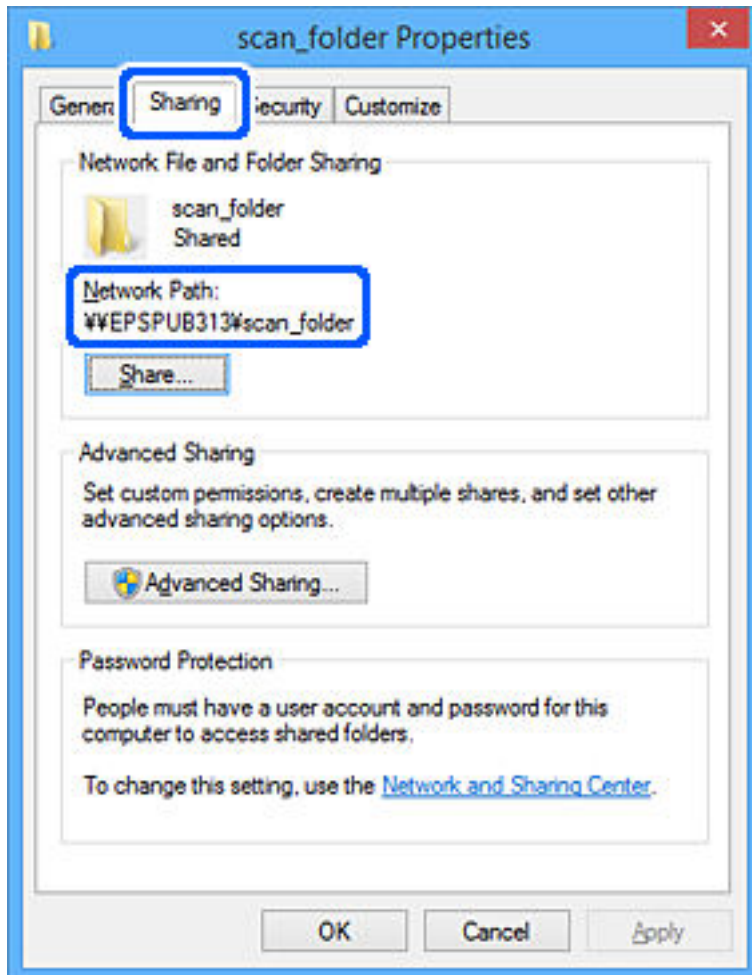 scan_folder Properties
General Sharing Security Customize
Network File and Folder Sharing
scan_folder
Shared
Network Path:
¥¥EPSPUB313¥scan_folder
Share...
Advanced Sharing
Set custom permissions, create multiple shares, and set other
advanced sharing options.
Advanced Sharing...
Password Protection
People must have a user account and password for this
computer to access shared folders.
To change this setting, use the Network and Sharing Center.
OK Cancel Apply